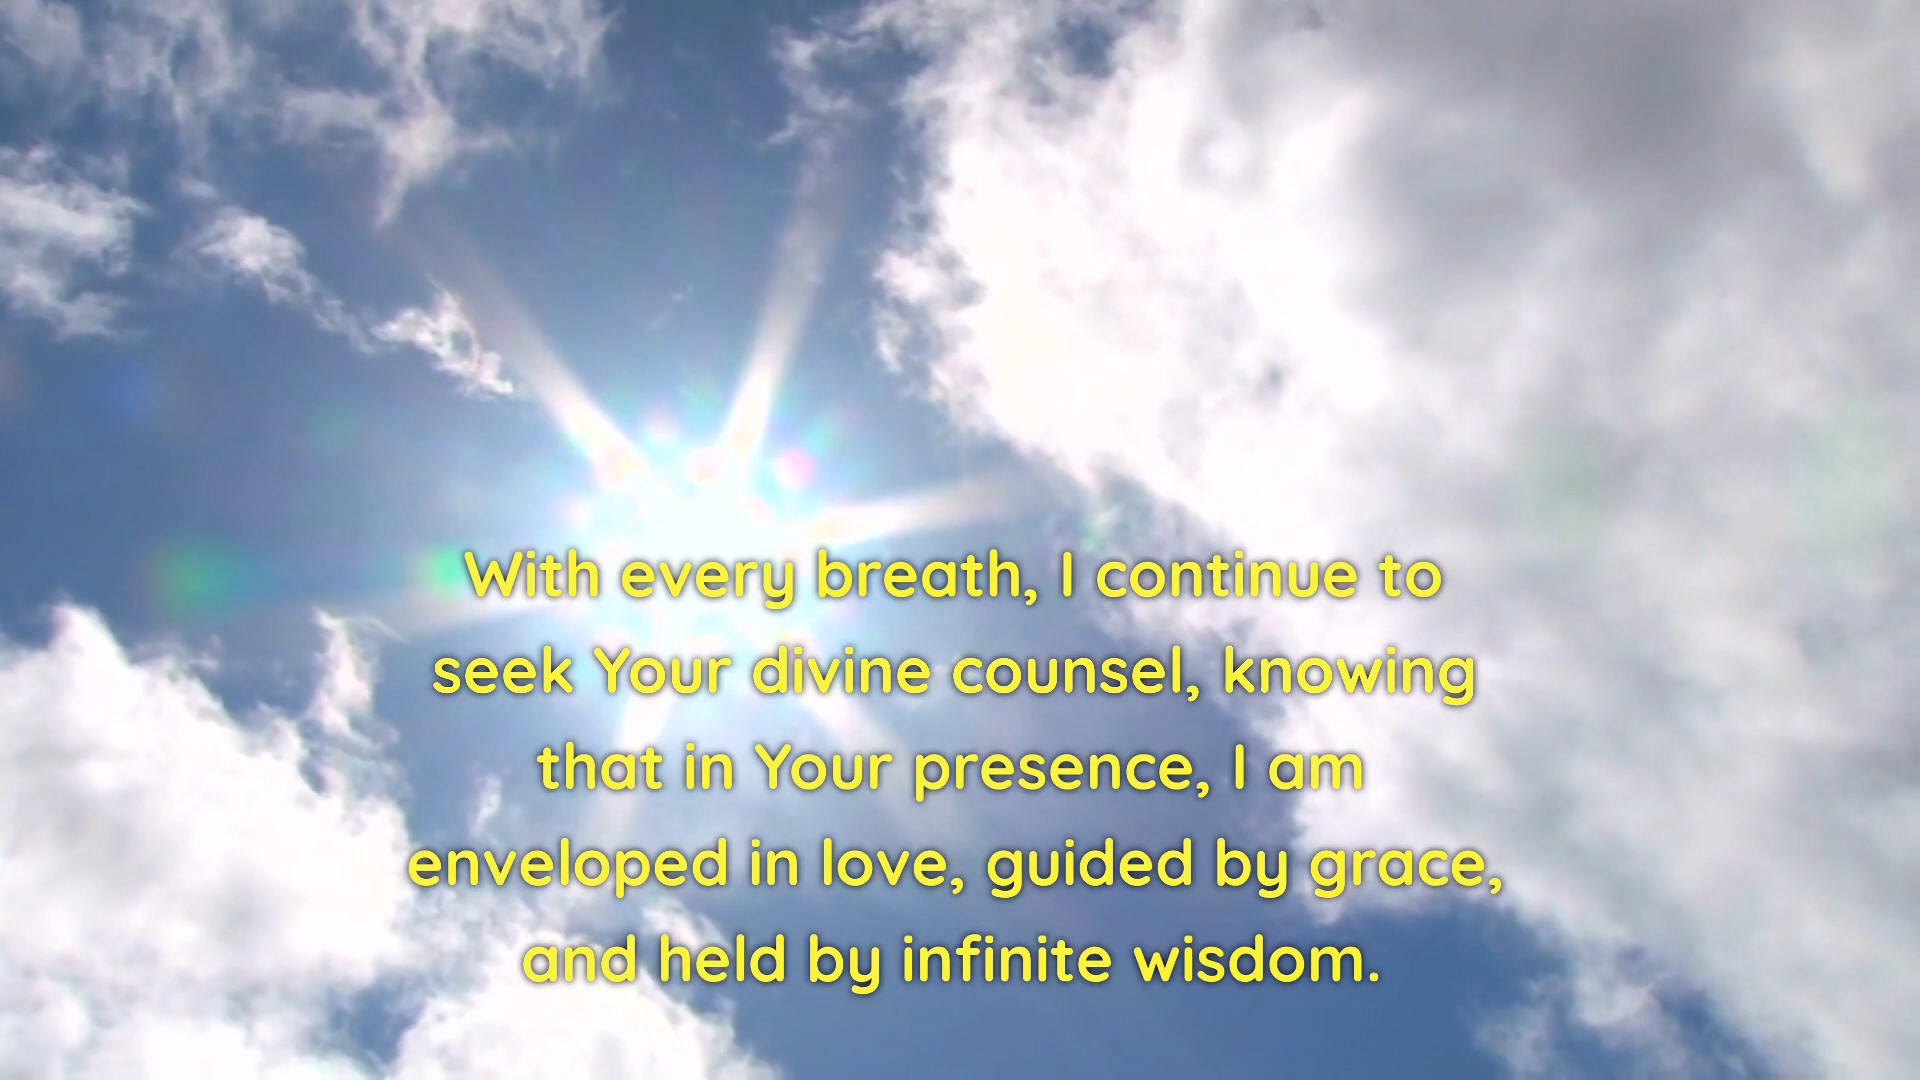 With every breath, I continue to
seek Your divine counsel, knowing
that in Your presence, I am
enveloped in love, guided by grace,
and held by infinite wisdom.